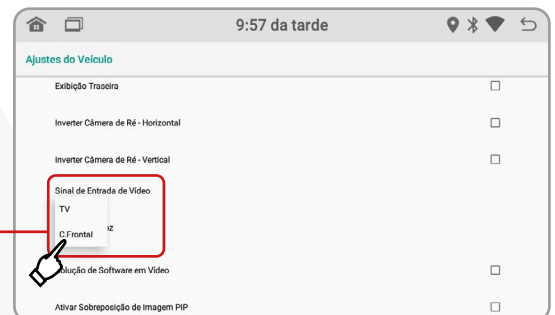 9:57 da tarde
Ajustes do Veículo
Exibição Traseira
Inverter Câmera de Ré - Horizontal
Inverter Câmera de Ré - Vertical
Sinal de Entrada de Vídeo
TV
C.Frontal
olução de Software em Vídeo
Ativar Sobreposição de Imagem PIP